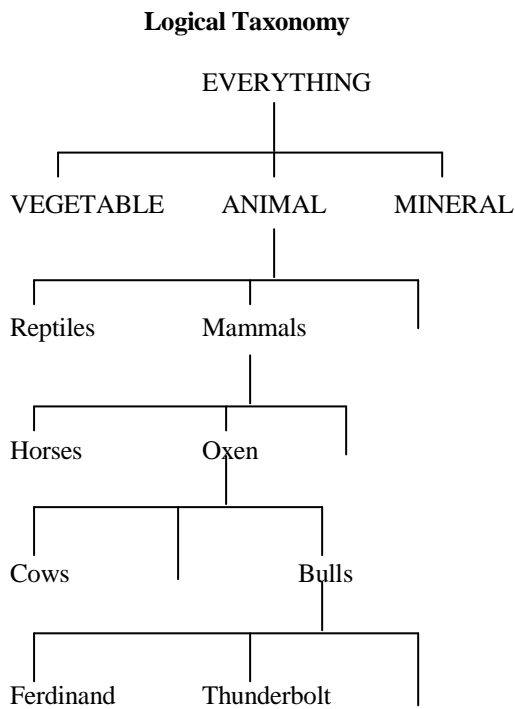 Logical Taxonomy
EVERYTHING
VEGETABLE ANIMAL MINERAL
Reptiles Mammals
Horses Oxen
Cows Bulls
Ferdinand Thunderbolt